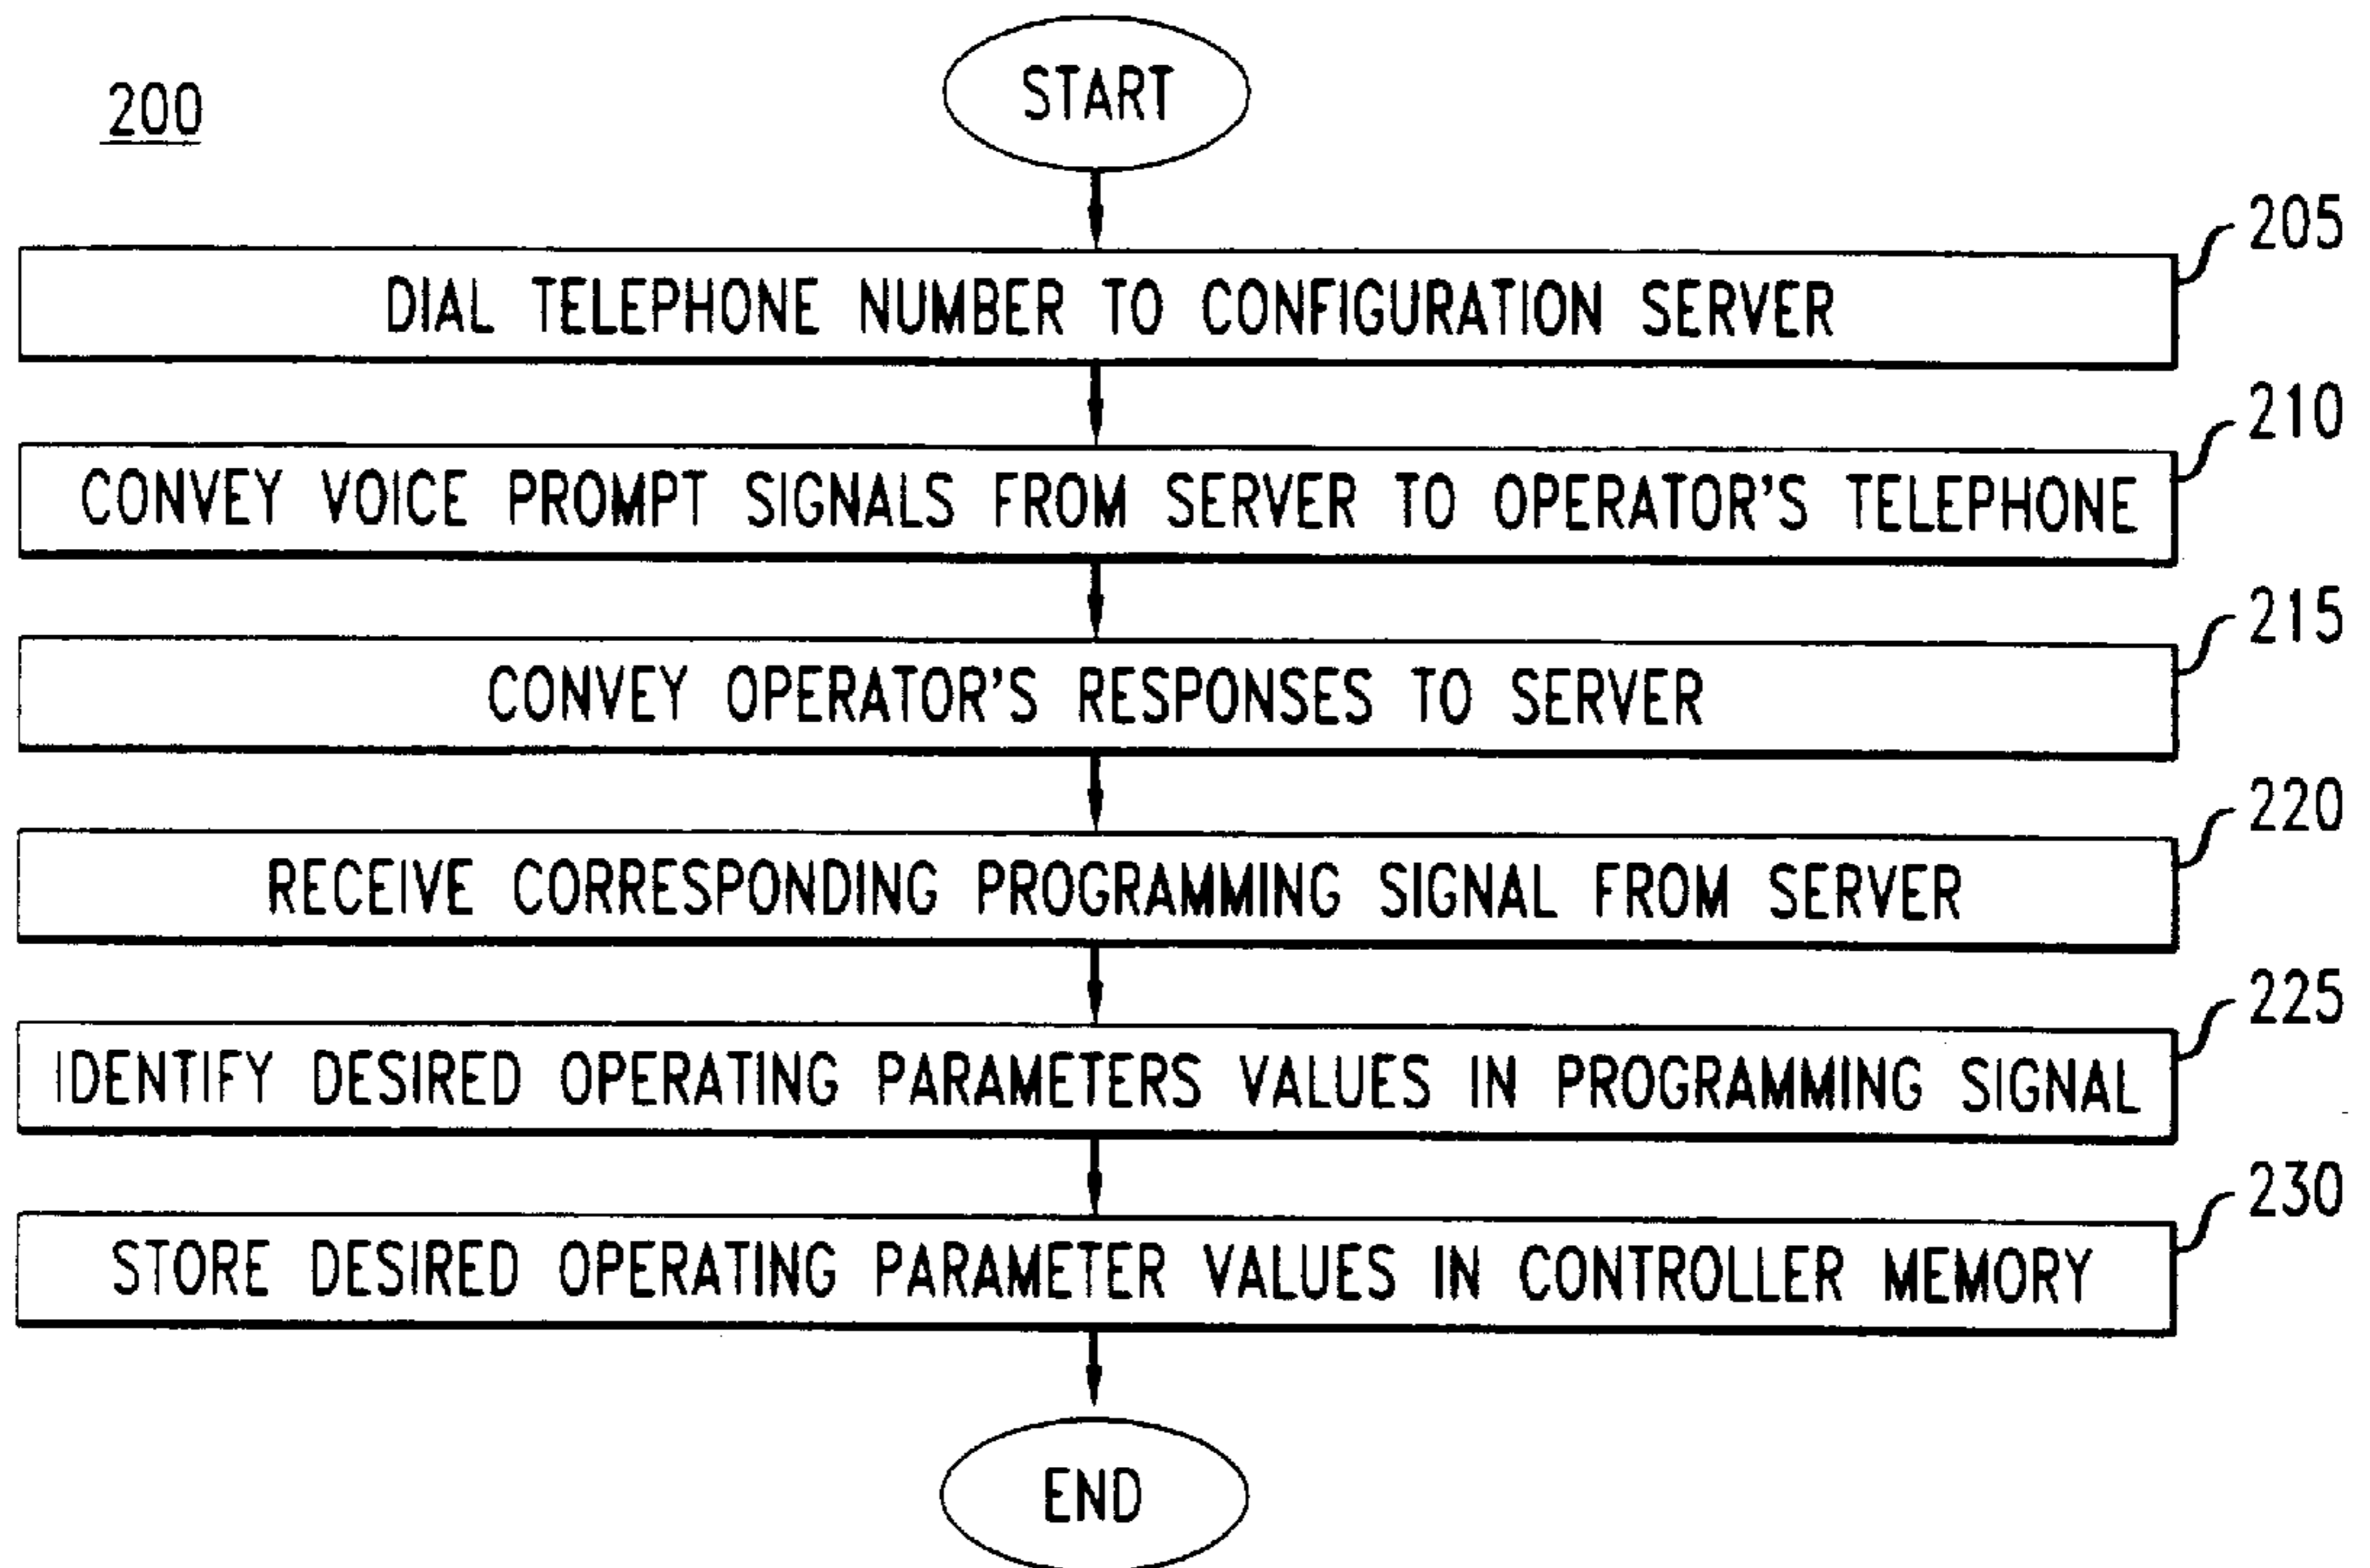 200
START
205
DIAL TELEPHONE NUMBER TO CONFIGURATION SERVER
210
CONVEY VOICE PROMPT SIGNALS FROM SERVER TO OPERATOR'S TELEPHONE
215
CONVEY OPERATOR'S RESPONSES TO SERVER
220
RECEIVE CORRESPONDING PROGRAMMING SIGNAL FROM SERVER
225
IDENTIFY DESIRED OPERATING PARAMETERS VALUES IN PROGRAMMING SIGNAL
230
STORE DESIRED OPERATING PARAMETER VALUES IN CONTROLLER MEMORY
END